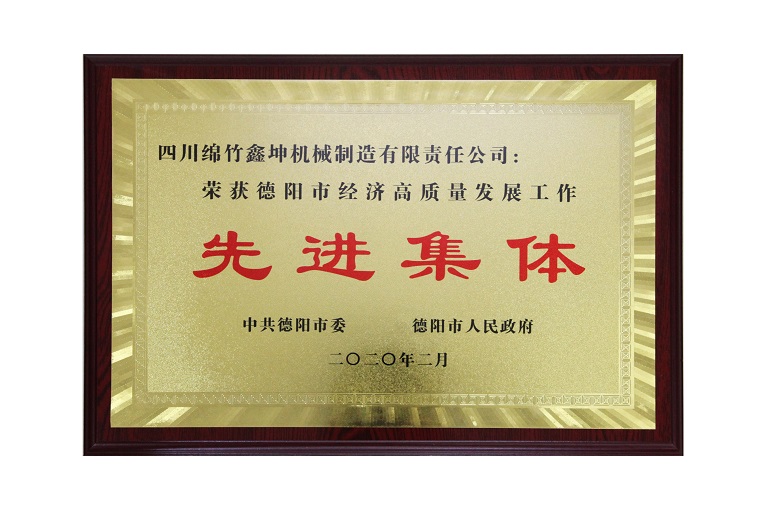 四川绵竹鑫坤机械制造有限责任公司：
荣获德阳市经济高质量发展工作
先进集体
中共德阳市委 德阳市人民政府
二〇二〇年二月